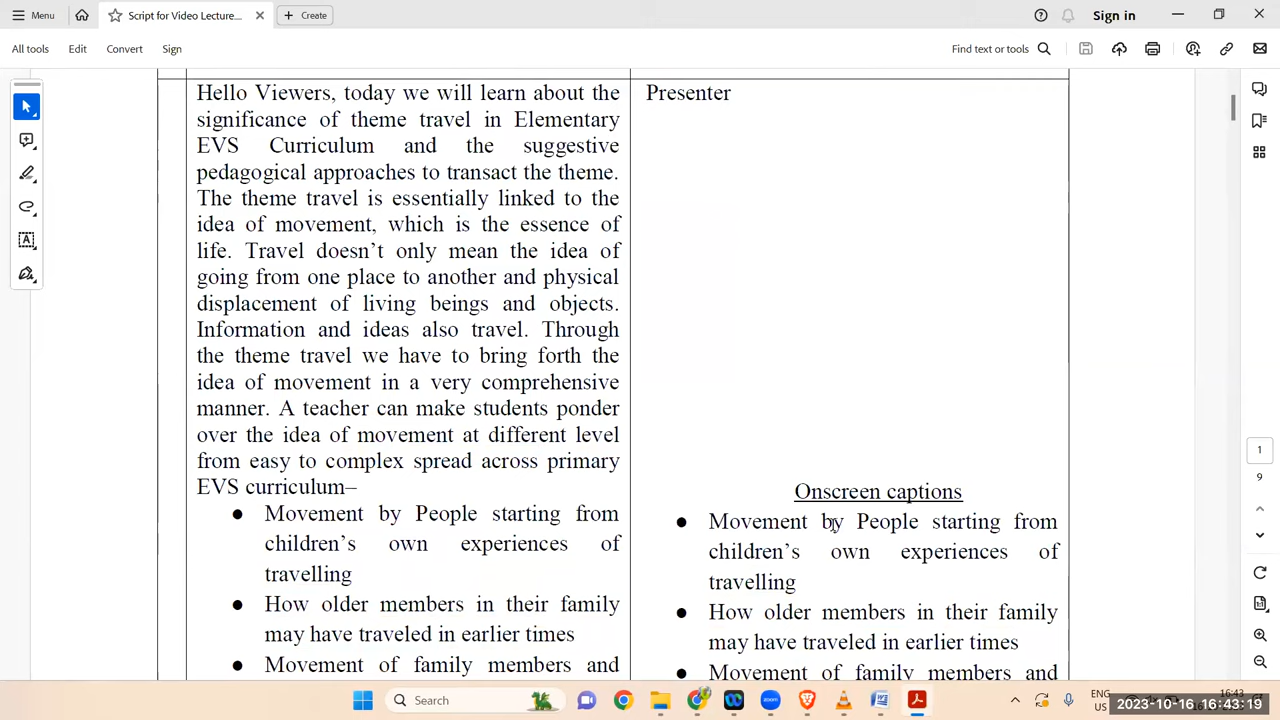 Menu
Script for Video Lecture...
Create
Sign in
All tools
Edit
Convert
Sign
Find text or tools
Hello Viewers, today we will learn about the
significance of theme travel in Elementary
EVS Curriculum and the suggestive
pedagogical approaches to transact the theme.
The theme travel is essentially linked to the
idea of movement, which is the essence of
life. Travel doesn't only mean the idea of
going from one place to another and physical
displacement of living beings and objects.
Information and ideas also travel. Through
the theme travel we have to bring forth the
idea of movement in a very comprehensive
manner. A teacher can make students ponder
over the idea of movement at different level
from easy to complex spread across primary
EVS curriculum–
● Movement by People starting from
children's own experiences of
travelling
● How older members in their family
may have traveled in earlier times
● Movement of family members and
Presenter
Onscreen captions
● Movement by People starting from
children's own experiences of
travelling
● How older members in their family
may have traveled in earlier times
● Movement of family members and
1
9
Search
zoom
ENG
US
16:43
2023-10-16 16:43:19